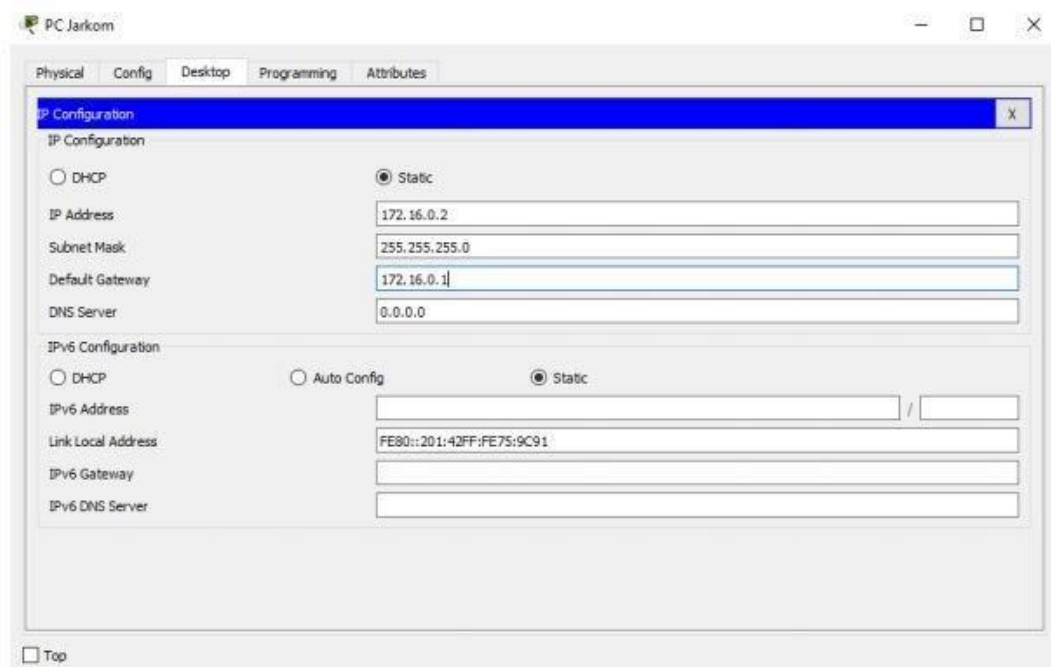 PC Jarkom
Physical Config Desktop Programming Attributes
IP Configuration X
IP Configuration
DHCP Static
IP Address 172.16.0.2
Subnet Mask 255.255.255.0
Default Gateway 172.16.0.1
DNS Server 0.0.0.0
IPv6 Configuration
DHCP Auto Config Static
IPv6 Address /
Link Local Address FE80::201:42FF:FE75:9C91
IPv6 Gateway
IPv6 DNS Server
Top